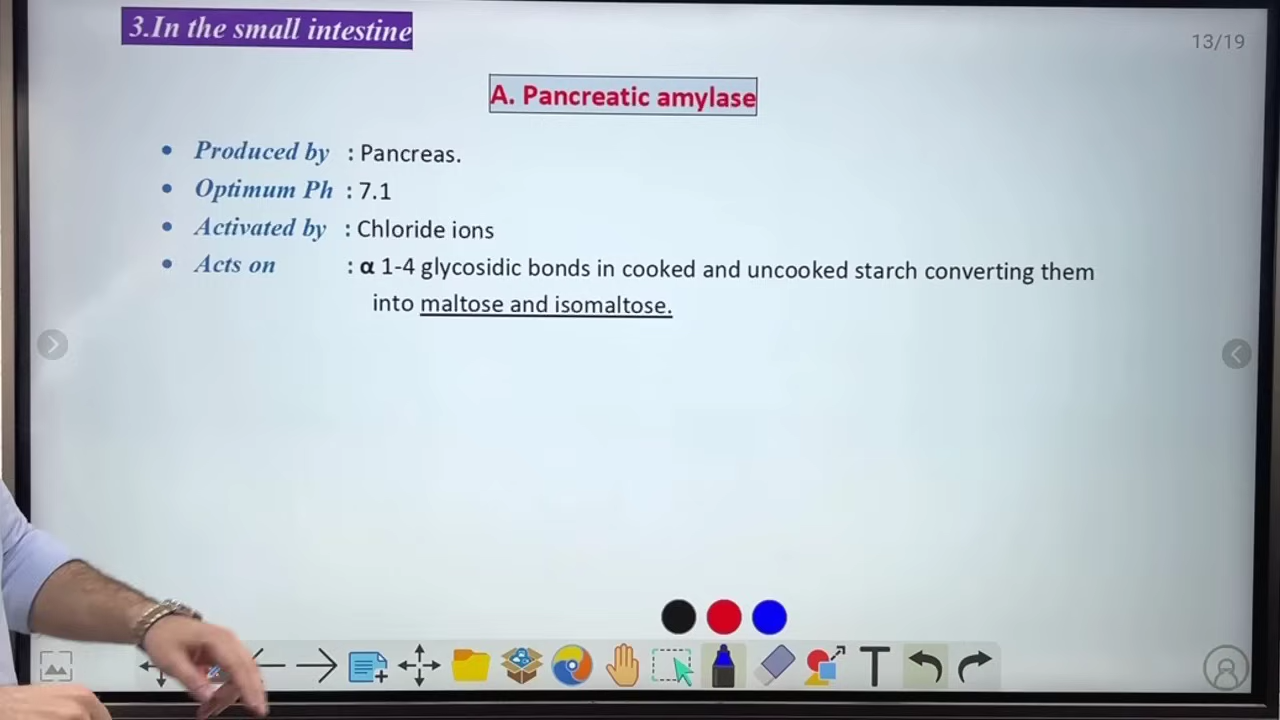 3.In the small intestine
13/19
A. Pancreatic amylase
• Produced by : Pancreas.
• Optimum Ph : 7.1
• Activated by : Chloride ions
• Acts on : α 1-4 glycosidic bonds in cooked and uncooked starch converting them
into maltose and isomaltose.
T